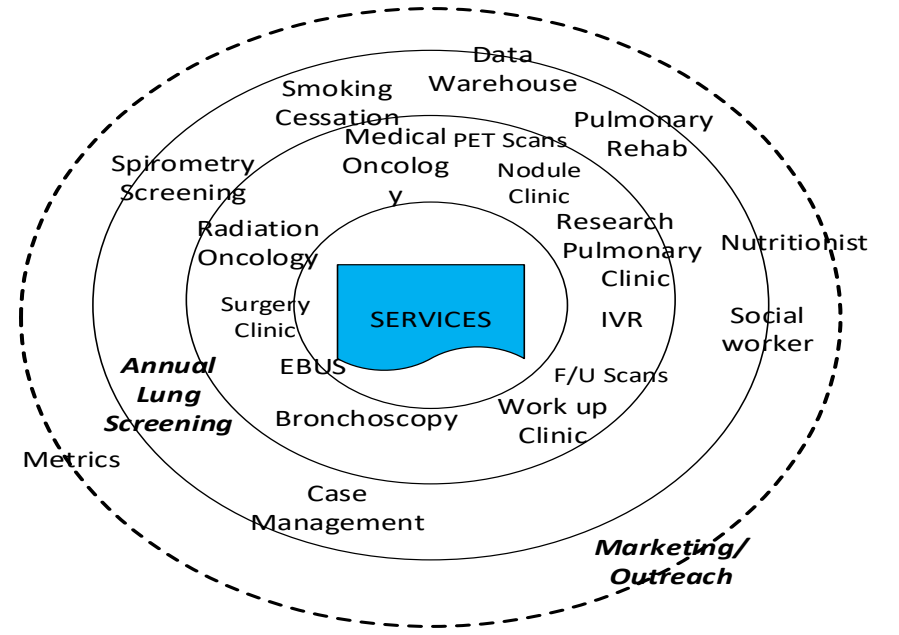 Data
Warehouse
Smoking
Cessation
Pulmonary
Rehab
Medical
Oncolog
y
PET Scans
Nodule
Clinic
Spirometry
Screening
Radiation
Oncology
Research
Pulmonary
Clinic
Nutritionist
Surgery
Clinic
SERVICES
IVR
Social
worker
EBUS
F/U Scans
Annual
Lung
Screening
Bronchoscopy
Work up
Clinic
Metrics
Case
Management
Marketing/
Outreach